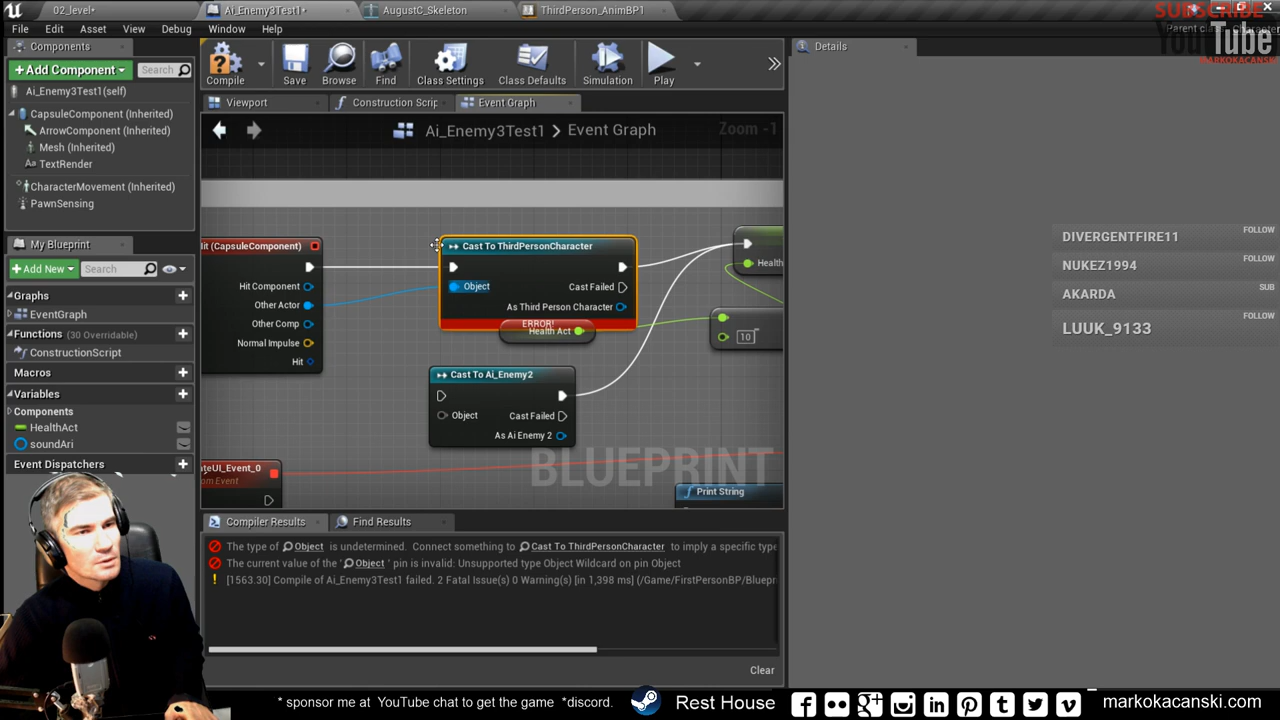 02_level*
Ai_Enemy3Test1*
AugustC_Skeleton
ThirdPerson_AnimBP1
SUBSCRIBE
YouTube
MARKOKACANSKI
File Edit Asset View Debug Window Help
Parent class: Character
Components
+Add Component
Search
Ai_Enemy3Test1(self)
CapsuleComponent (Inherited)
ArrowComponent (Inherited)
Mesh (Inherited)
TextRender
CharacterMovement (Inherited)
PawnSensing
Compile
Save
Browse
Find
Class Settings
Class Defaults
Simulation
Play
Details
Viewport
Construction Scrip
Event Graph
Ai_Enemy3Test1 > Event Graph
Zoom -1
My Blueprint
+Add New
Search
Graphs
EventGraph
Functions (30 Overridable)
ConstructionScript
Macros
Variables
Components
HealthAct
soundAri
Event Dispatchers
Hit (CapsuleComponent)
Hit Component
Other Actor
Other Comp
Normal Impulse
Hit
Cast To ThirdPersonCharacter
Object
Cast Failed
As Third Person Character
ERROR!
Health Act
Health
10
Cast To Ai_Enemy2
Object
Cast Failed
As Ai Enemy 2
ateUI_Event_0
om Event
Print String
BLUEPRINT
DIVERGENTFIRE11 FOLLOW
NUKEZ1994 FOLLOW
AKARDA SUB
LUUK_9133 FOLLOW
Compiler Results
Find Results
The type of Object is undetermined. Connect something to Cast To ThirdPersonCharacter to imply a specific type
The current value of the ' Object ' pin is invalid: Unsupported type Object Wildcard on pin Object
[1563.30] Compile of Ai_Enemy3Test1 failed. 2 Fatal Issue(s) 0 Warning(s) [in 1,398 ms] (/Game/FirstPersonBP/Bluepr
Clear
* sponsor me at YouTube chat to get the game *discord.
Rest House
markokacanski.com